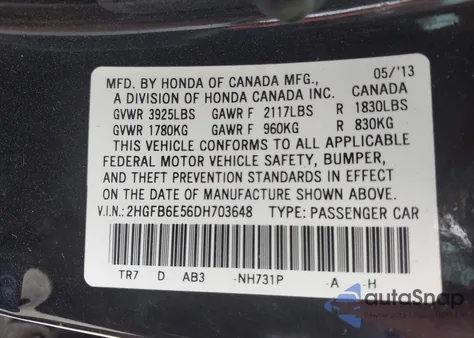 MFD. BY HONDA OF CANADA MFG., 05/'13
A DIVISION OF HONDA CANADA INC. CANADA
GVWR 3925LBS GAWR F 2117LBS R 1830LBS
GVWR 1780KG GAWR F 960KG R 830KG
THIS VEHICLE CONFORMS TO ALL APPLICABLE
FEDERAL MOTOR VEHICLE SAFETY, BUMPER,
AND THEFT PREVENTION STANDARDS IN EFFECT
ON THE DATE OF MANUFACTURE SHOWN ABOVE.
V.I.N.: 2HGFB6E56DH703648 TYPE: PASSENGER CAR
TR7 D AB3 -NH731P -A -H
autoSnap